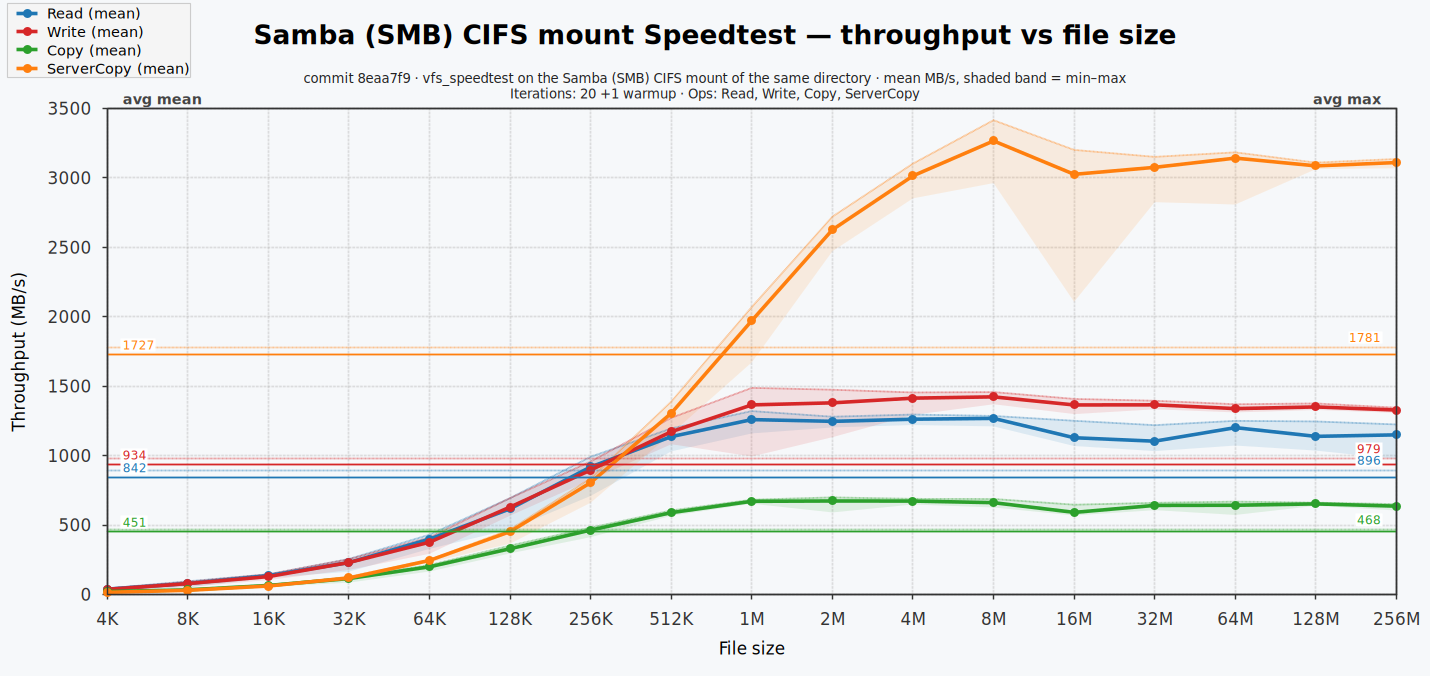 Read (mean)
Write (mean)
Copy (mean)
ServerCopy (mean)
Samba (SMB) CIFS mount Speedtest — throughput vs file size
commit 8eaa7f9 · vfs_speedtest on the Samba (SMB) CIFS mount of the same directory · mean MB/s, shaded band = min–max
Iterations: 20 +1 warmup · Ops: Read, Write, Copy, ServerCopy
avg mean
avg max
3500
3000
2500
2000
1500
1000
500
0
Throughput (MB/s)
1727
1781
934
979
842
896
451
468
4K 8K 16K 32K 64K 128K 256K 512K 1M 2M 4M 8M 16M 32M 64M 128M 256M
File size